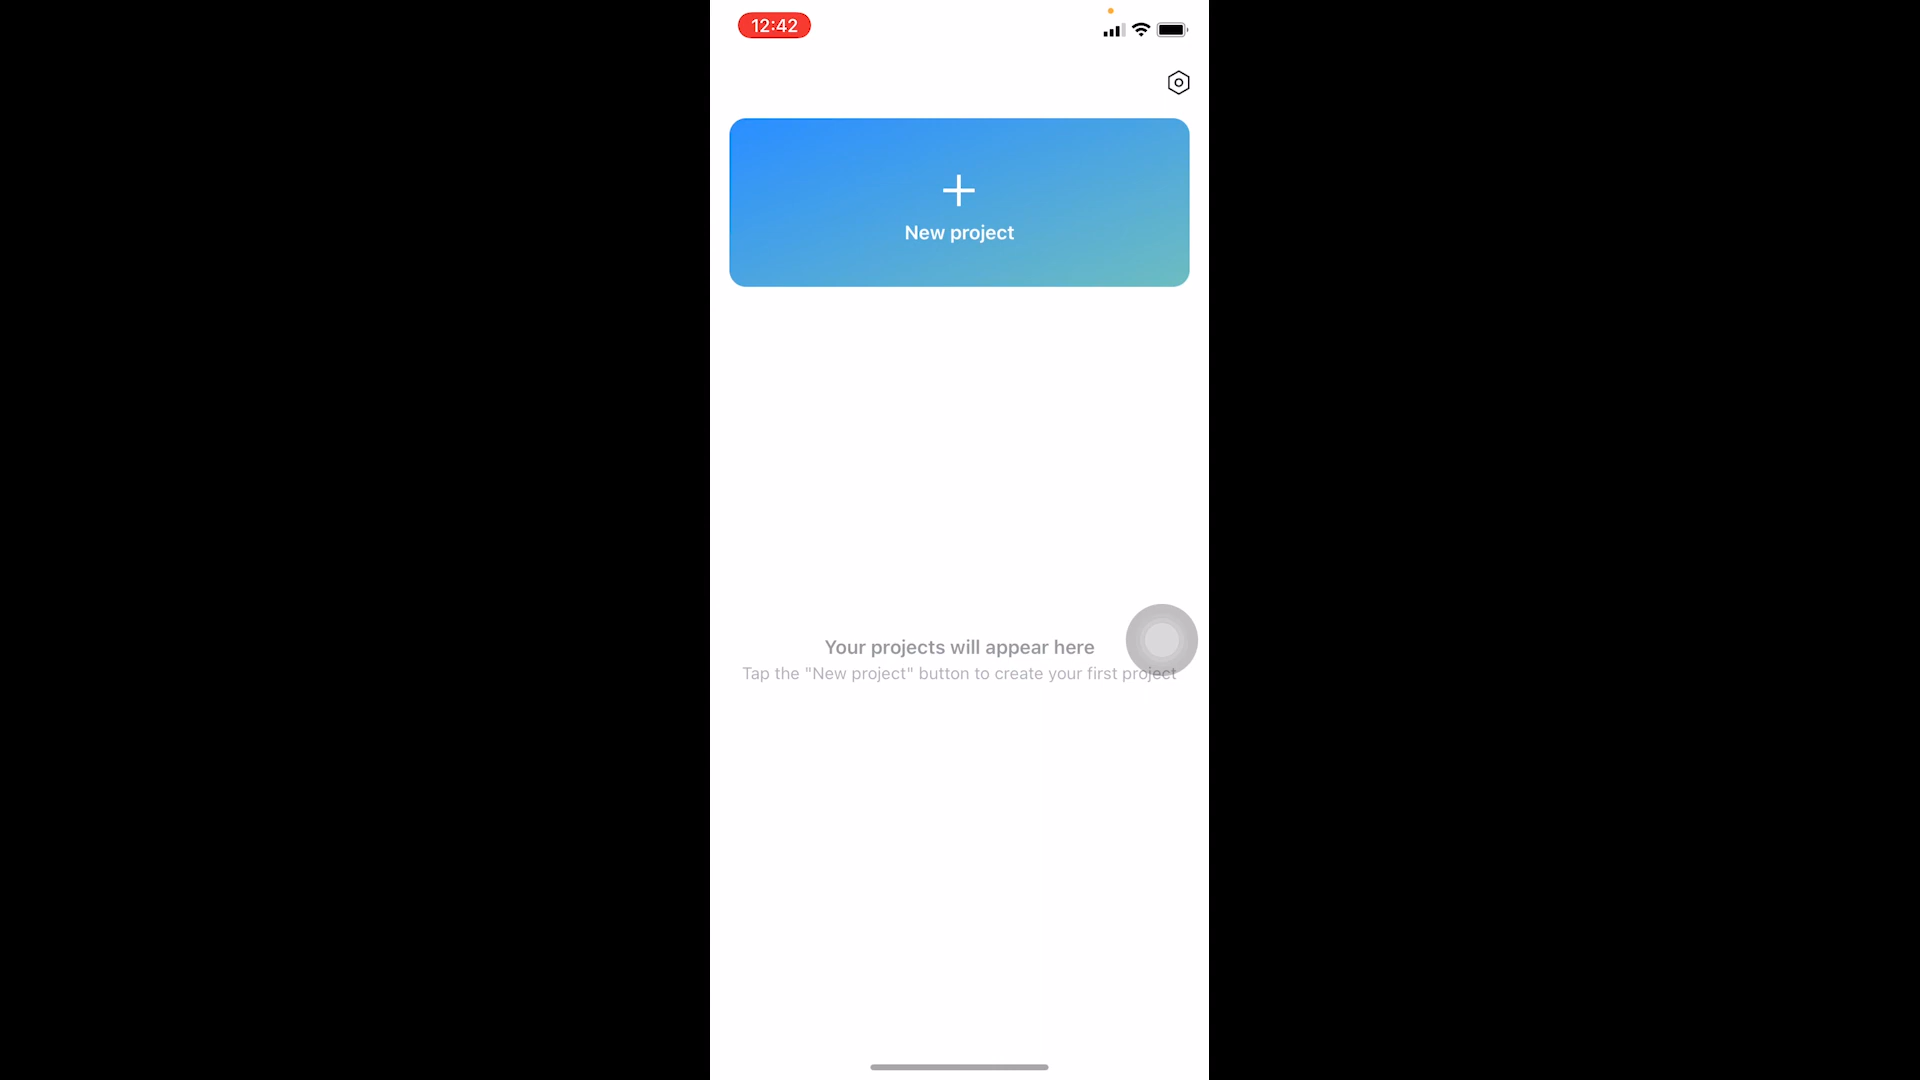 12:42
New project
Your projects will appear here
Tap the "New project" button to create your first project